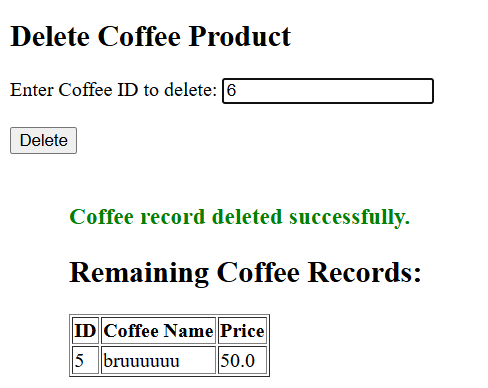 Delete Coffee Product
Enter Coffee ID to delete: 6
Delete
Coffee record deleted successfully.
Remaining Coffee Records:
ID Coffee Name Price
5 bruuuuuu 50.0